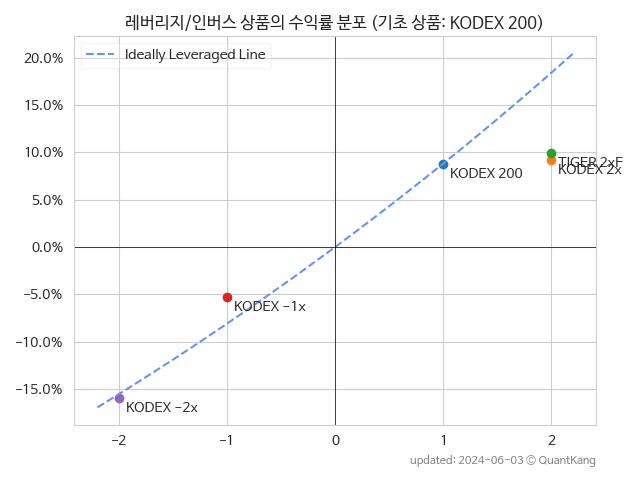 레버리지/인버스 상품의 수익률 분포 (기초 상품: KODEX 200)
Ideally Leveraged Line
20.0%
15.0%
10.0%
5.0%
0.0%
−5.0%
−10.0%
−15.0%
TIGER 2xF
KODEX 2x
KODEX 200
KODEX −1x
KODEX −2x
−2 −1 0 1 2
updated: 2024-06-03 © QuantKang